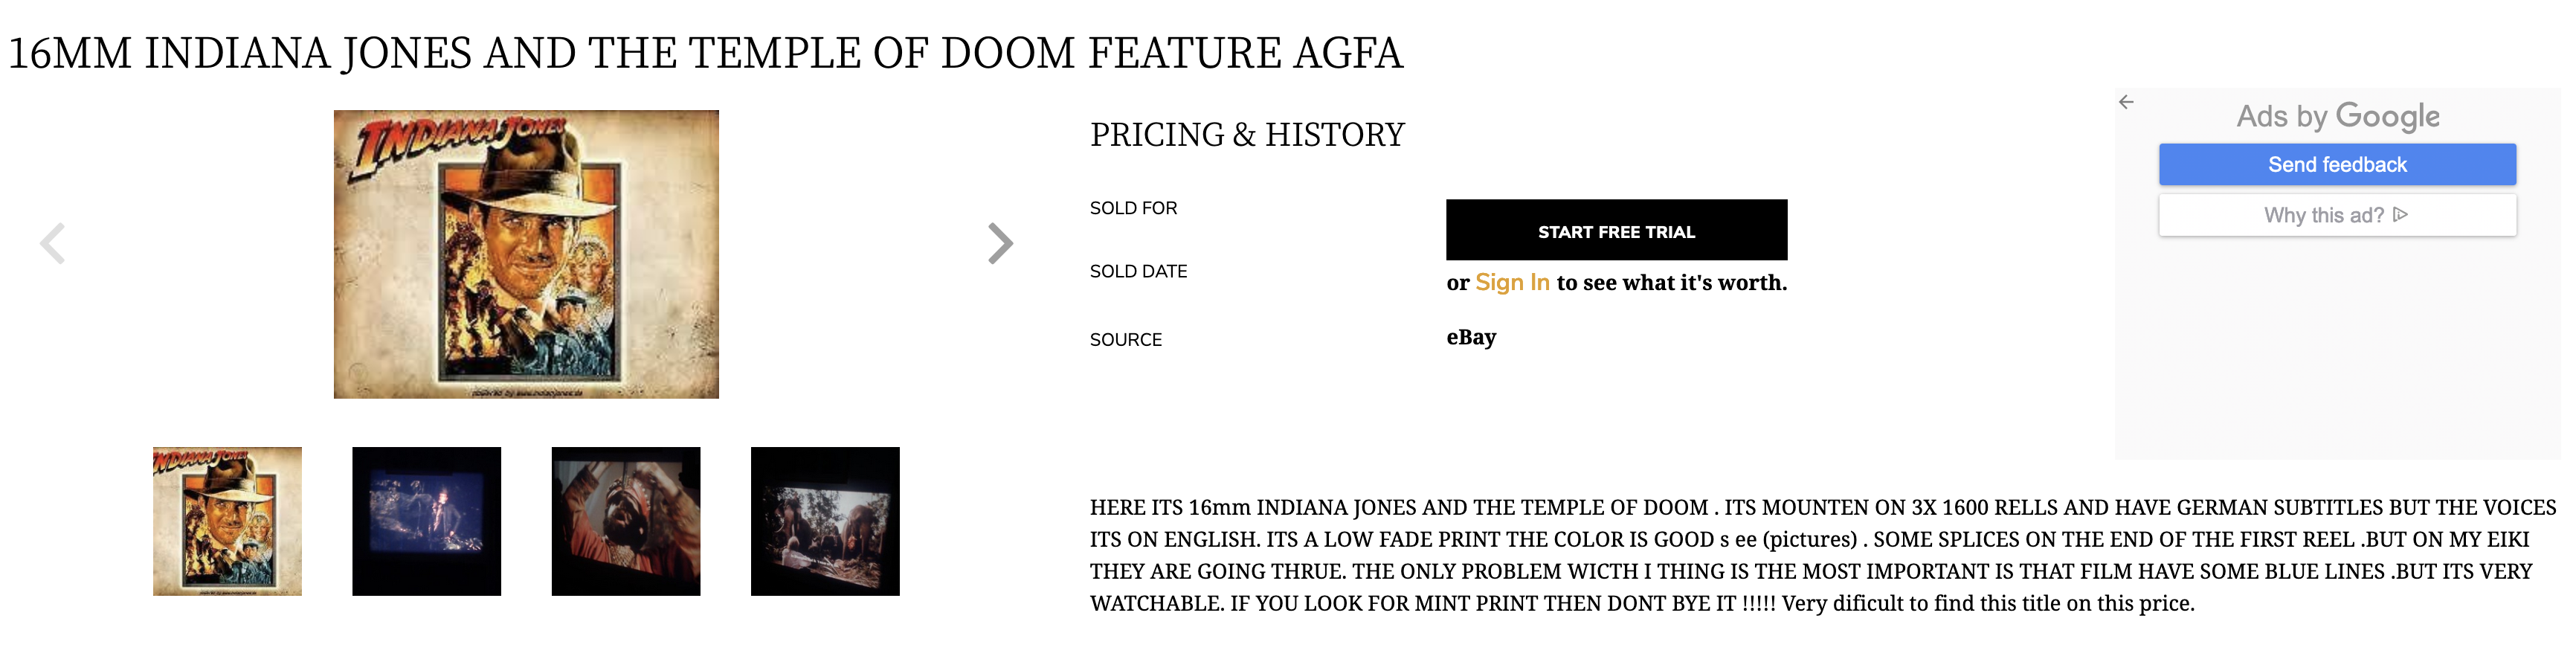 16MM INDIANA JONES AND THE TEMPLE OF DOOM FEATURE AGFA
INDIANA JONES
INDIANA JONES
PRICING & HISTORY
SOLD FOR
START FREE TRIAL
SOLD DATE
or Sign In to see what it's worth.
SOURCE
eBay
Ads by Google
Send feedback
Why this ad?
HERE ITS 16mm INDIANA JONES AND THE TEMPLE OF DOOM . ITS MOUNTEN ON 3X 1600 RELLS AND HAVE GERMAN SUBTITLES BUT THE VOICES
ITS ON ENGLISH. ITS A LOW FADE PRINT THE COLOR IS GOOD s ee (pictures) . SOME SPLICES ON THE END OF THE FIRST REEL .BUT ON MY EIKI
THEY ARE GOING THRUE. THE ONLY PROBLEM WICTH I THING IS THE MOST IMPORTANT IS THAT FILM HAVE SOME BLUE LINES .BUT ITS VERY
WATCHABLE. IF YOU LOOK FOR MINT PRINT THEN DONT BYE IT !!!!! Very dificult to find this title on this price.